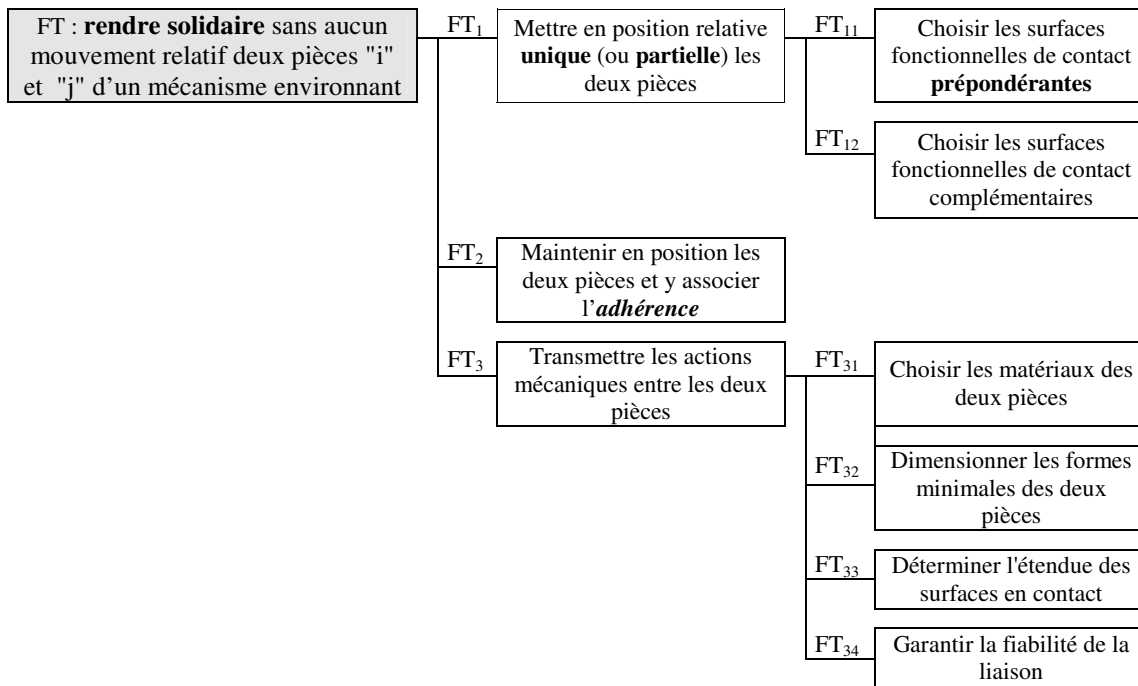 FT : rendre solidaire sans aucun
mouvement relatif deux pièces "i"
et "j" d'un mécanisme environnant
FT1
Mettre en position relative
unique (ou partielle) les
deux pièces
FT11
Choisir les surfaces
fonctionnelles de contact
prépondérantes
FT12
Choisir les surfaces
fonctionnelles de contact
complémentaires
FT2
Maintenir en position les
deux pièces et y associer
l'adhérence
FT3
Transmettre les actions
mécaniques entre les deux
pièces
FT31
Choisir les matériaux des
deux pièces
FT32
Dimensionner les formes
minimales des deux
pièces
FT33
Déterminer l'étendue des
surfaces en contact
FT34
Garantir la fiabilité de la
liaison